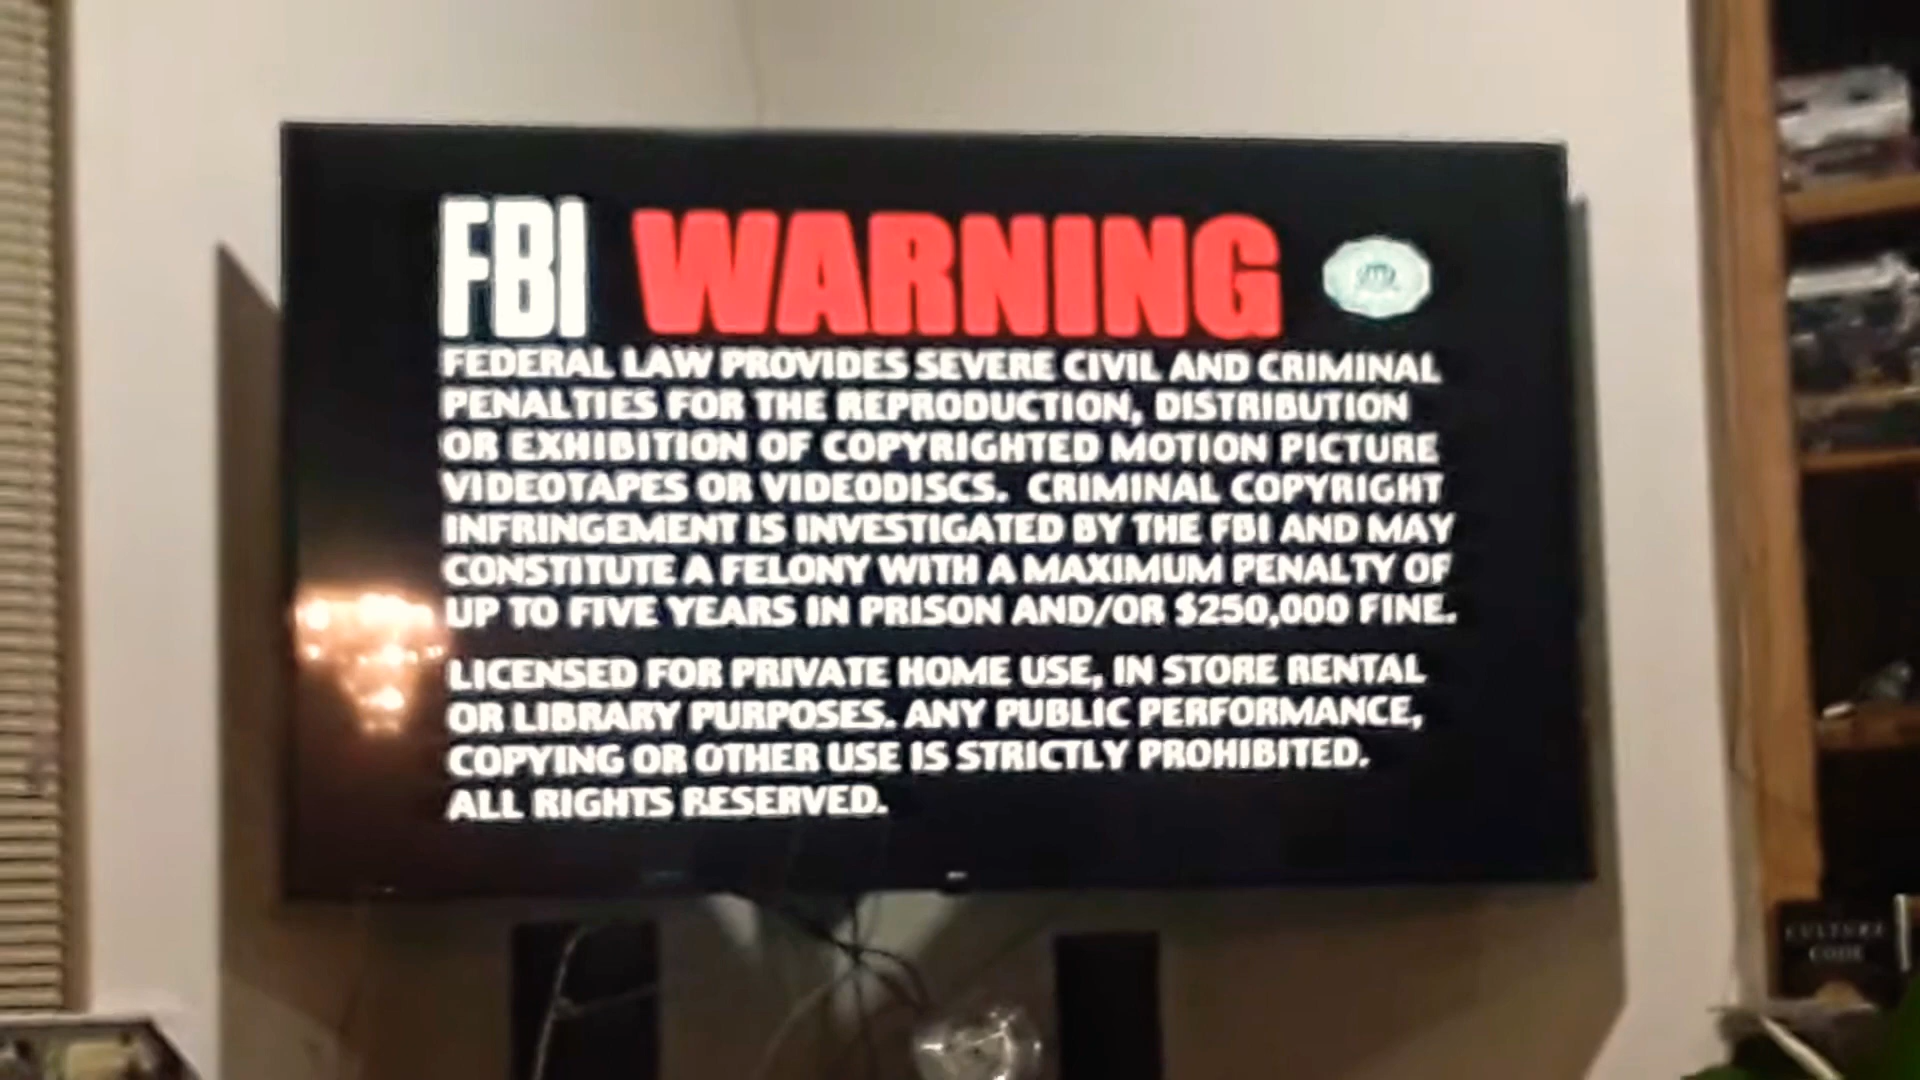 FBI WARNING
FEDERAL LAW PROVIDES SEVERE CIVIL AND CRIMINAL
PENALTIES FOR THE REPRODUCTION, DISTRIBUTION
OR EXHIBITION OF COPYRIGHTED MOTION PICTURE
VIDEOTAPES OR VIDEODISCS. CRIMINAL COPYRIGHT
INFRINGEMENT IS INVESTIGATED BY THE FBI AND MAY
CONSTITUTE A FELONY WITH A MAXIMUM PENALTY OF
UP TO FIVE YEARS IN PRISON AND/OR $250,000 FINE.
LICENSED FOR PRIVATE HOME USE, IN STORE RENTAL
OR LIBRARY PURPOSES. ANY PUBLIC PERFORMANCE,
COPYING OR OTHER USE IS STRICTLY PROHIBITED.
ALL RIGHTS RESERVED.
CULTURE
CODE